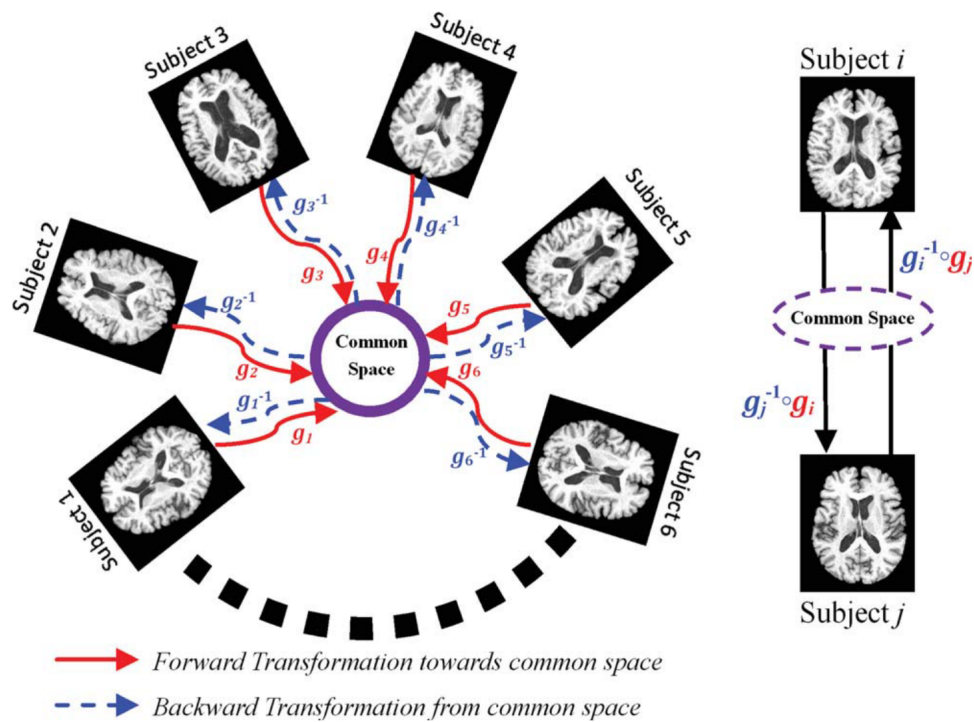 Subject 3
Subject 4
Subject i
Subject 2
Subject 5
g₃⁻¹
g₄⁻¹
g₃
g₄
g₂⁻¹
g₅
g₅⁻¹
g₂
g₆
Common
Space
g₁⁻¹
g₁
g₆⁻¹
Subject 1
Subject 6
gᵢ⁻¹∘gⱼ
Common Space
gⱼ⁻¹∘gᵢ
Subject j
Forward Transformation towards common space
Backward Transformation from common space